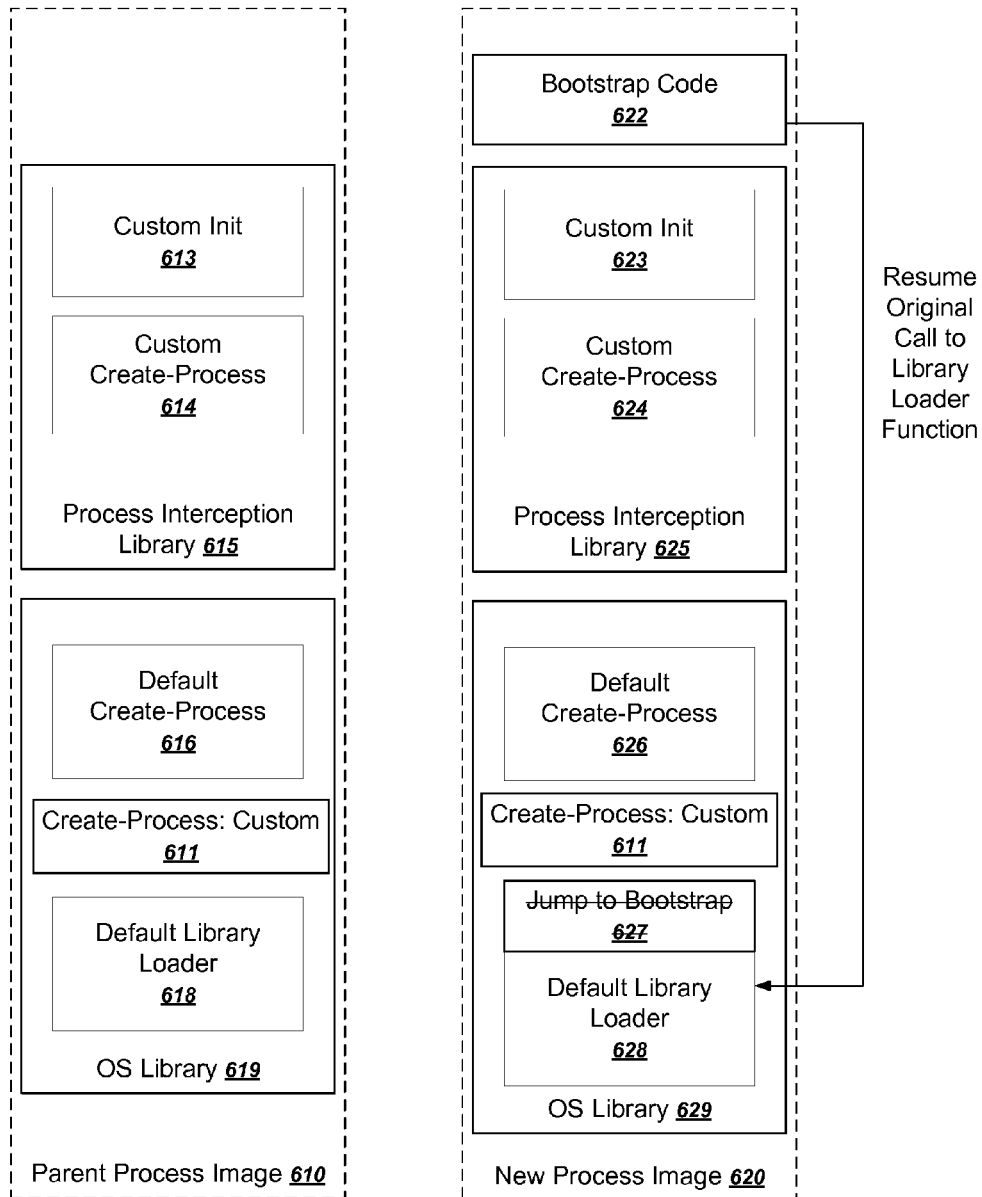 Custom Init
613
Custom
Create-Process
614
Process Interception
Library 615
Default
Create-Process
616
Create-Process: Custom
611
Default Library
Loader
618
OS Library 619
Parent Process Image 610
Bootstrap Code
622
Custom Init
623
Custom
Create-Process
624
Process Interception
Library 625
Default
Create-Process
626
Create-Process: Custom
611
Jump to Bootstrap
627
Default Library
Loader
628
OS Library 629
New Process Image 620
Resume
Original
Call to
Library
Loader
Function